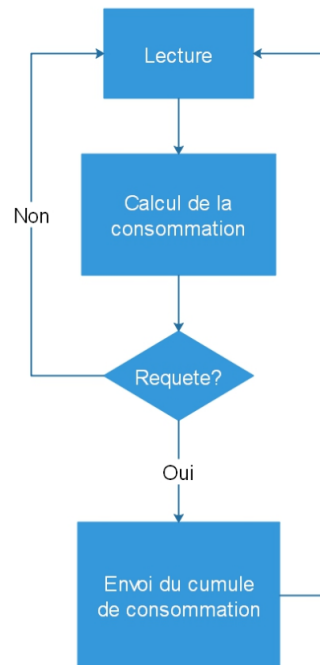 Lecture
Calcul de la
consommation
Non
Requete?
Oui
Envoi du cumule
de consommation